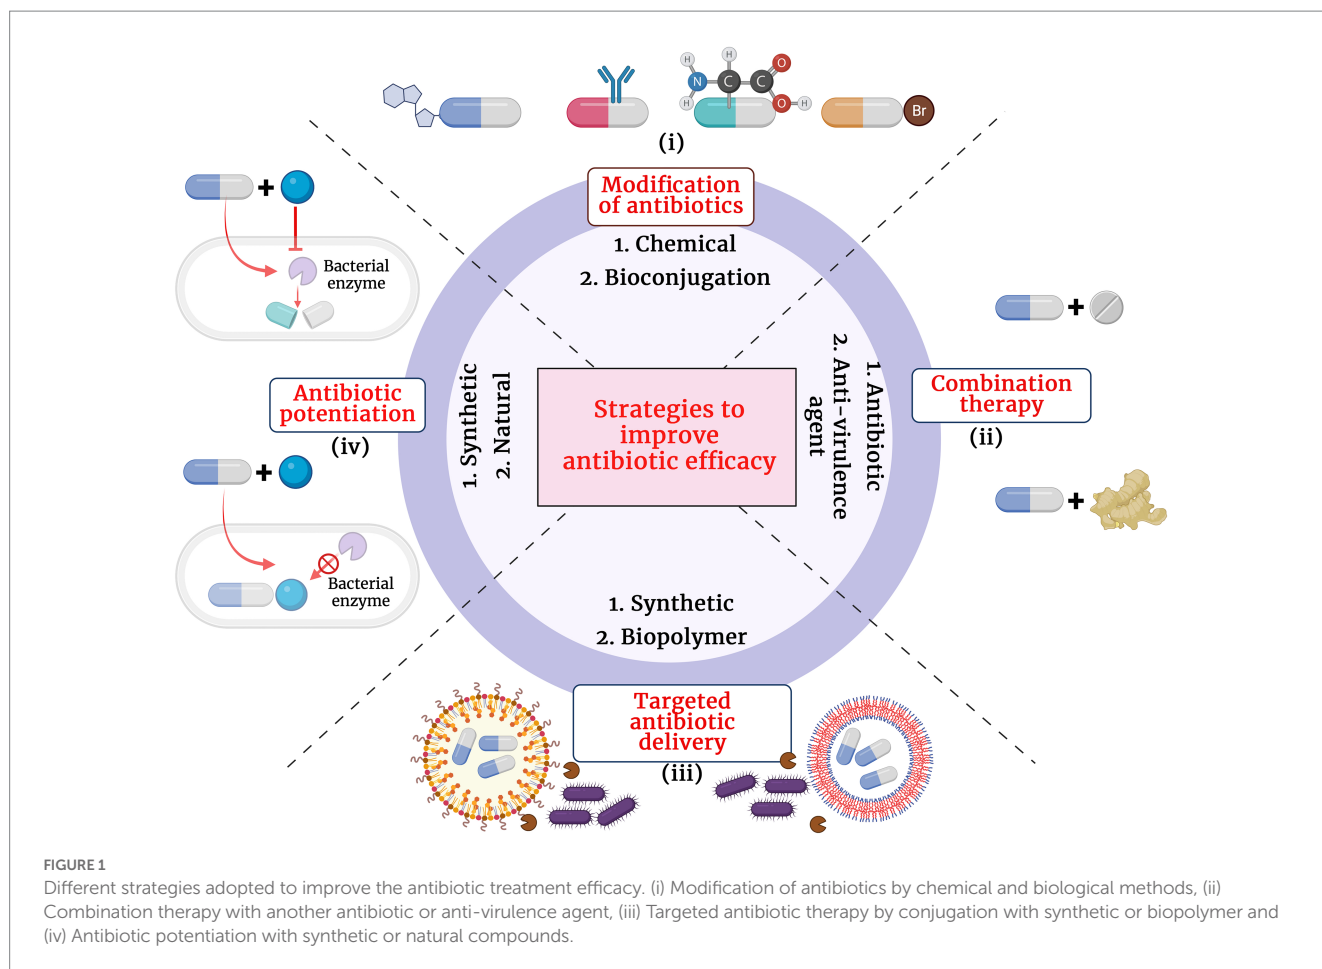 H
H
N
C
C
O
H
O
H
Br
(i)
Modification
of antibiotics
1. Chemical
2. Bioconjugation
Bacterial
enzyme
Antibiotic
potentiation
(iv)
1. Synthetic
2. Natural
Strategies to
improve
antibiotic efficacy
1. Antibiotic
2. Anti-virulence
agent
Combination
therapy
(ii)
Bacterial
enzyme
1. Synthetic
2. Biopolymer
Targeted
antibiotic
delivery
(iii)
FIGURE 1
Different strategies adopted to improve the antibiotic treatment efficacy. (i) Modification of antibiotics by chemical and biological methods, (ii)
Combination therapy with another antibiotic or anti-virulence agent, (iii) Targeted antibiotic therapy by conjugation with synthetic or biopolymer and
(iv) Antibiotic potentiation with synthetic or natural compounds.